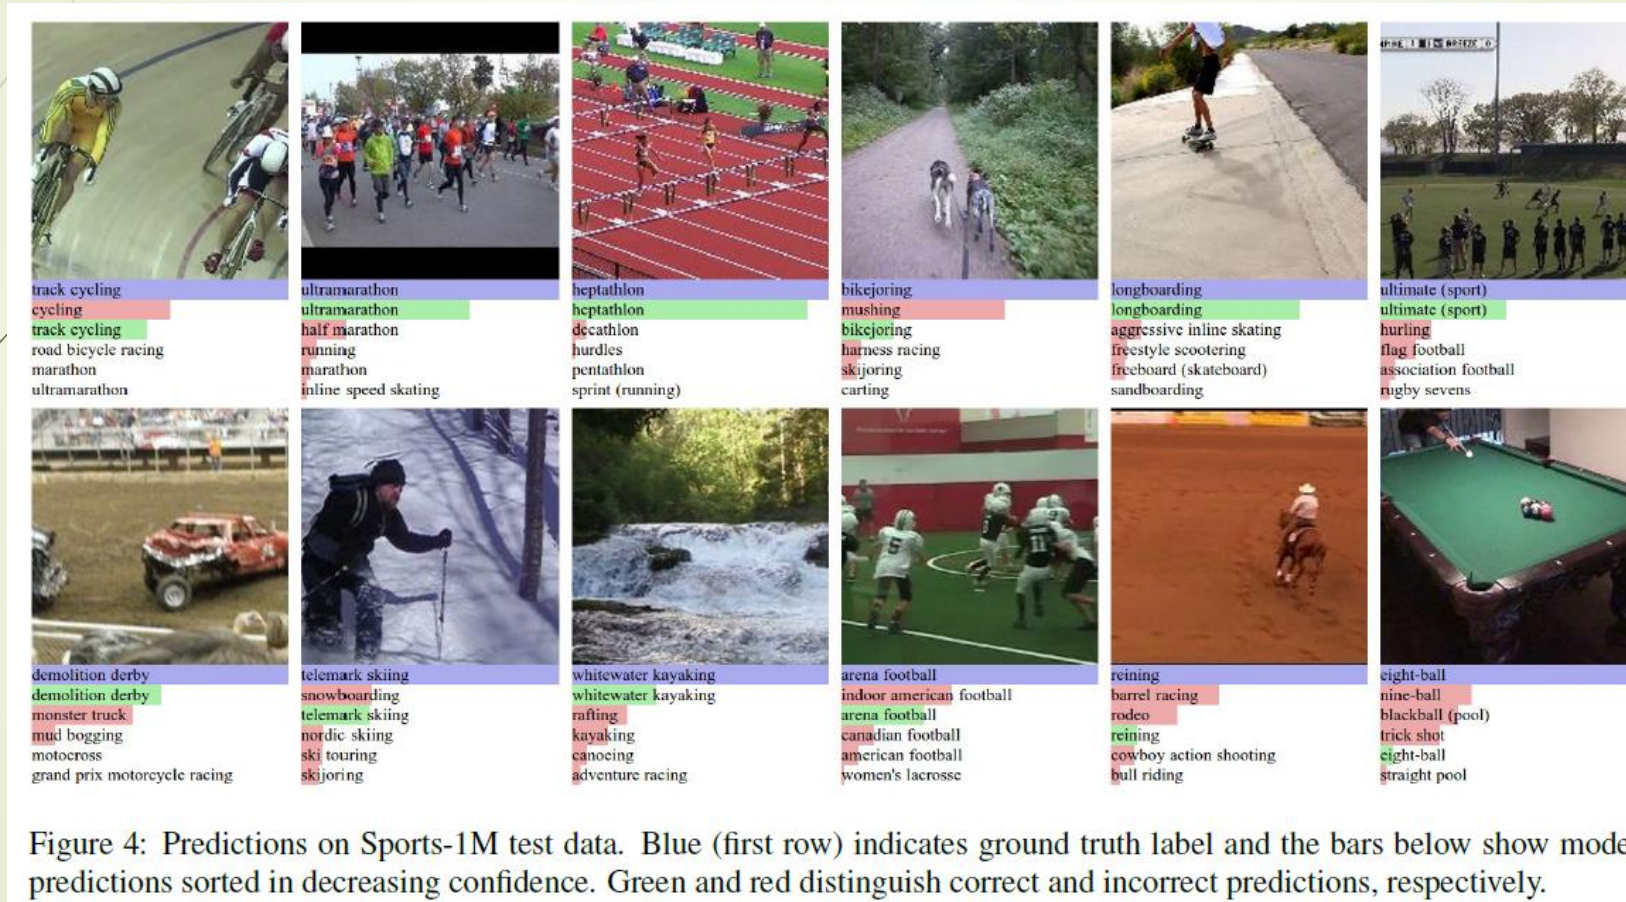 track cycling
cycling
track cycling
road bicycle racing
marathon
ultramarathon
ultramarathon
ultramarathon
half marathon
running
marathon
inline speed skating
heptathlon
heptathlon
decathlon
hurdles
pentathlon
sprint (running)
bikejoring
mushing
bikejoring
harness racing
skijoring
carting
longboarding
longboarding
aggressive inline skating
freestyle scootering
freeboard (skateboard)
sandboarding
BREEZE 0
ultimate (sport)
ultimate (sport)
hurling
flag football
association football
rugby sevens
demolition derby
demolition derby
monster truck
mud bogging
motocross
grand prix motorcycle racing
telemark skiing
snowboarding
telemark skiing
nordic skiing
ski touring
skijoring
whitewater kayaking
whitewater kayaking
rafting
kayaking
canoeing
adventure racing
5
11
arena football
indoor american football
arena football
canadian football
american football
women's lacrosse
reining
barrel racing
rodeo
reining
cowboy action shooting
bull riding
eight-ball
nine-ball
blackball (pool)
trick shot
eight-ball
straight pool
Figure 4: Predictions on Sports-1M test data. Blue (first row) indicates ground truth label and the bars below show mode
predictions sorted in decreasing confidence. Green and red distinguish correct and incorrect predictions, respectively.